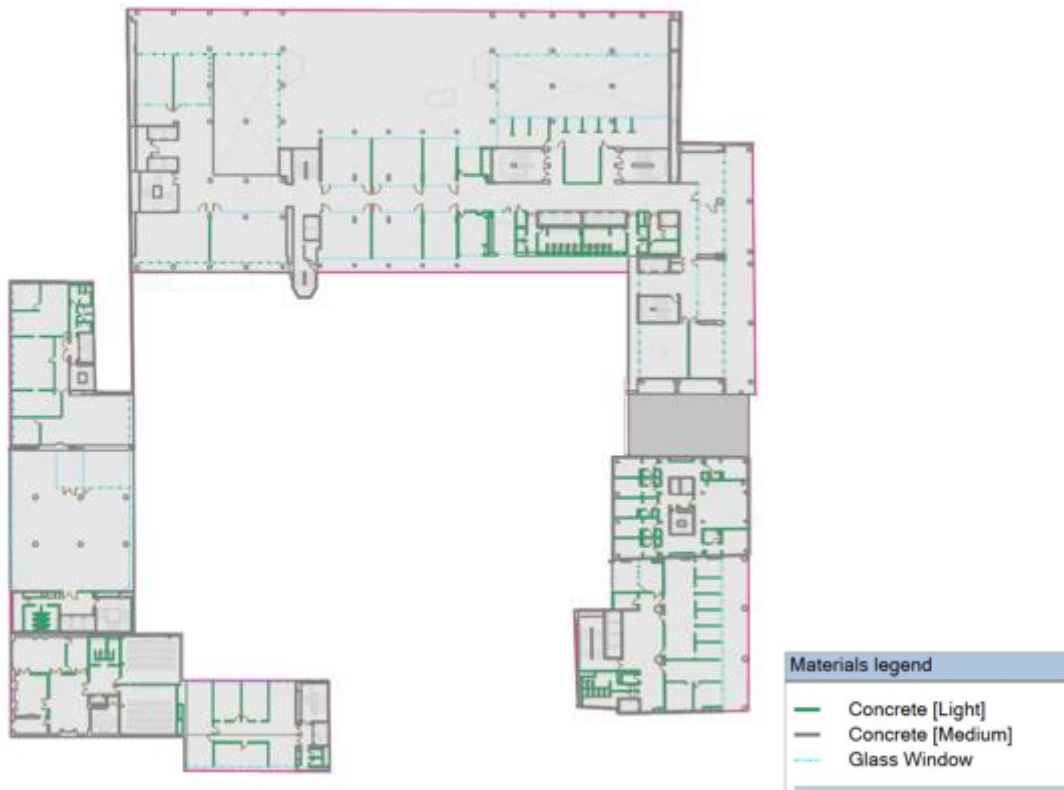 Materials legend
Concrete [Light]
Concrete [Medium]
Glass Window